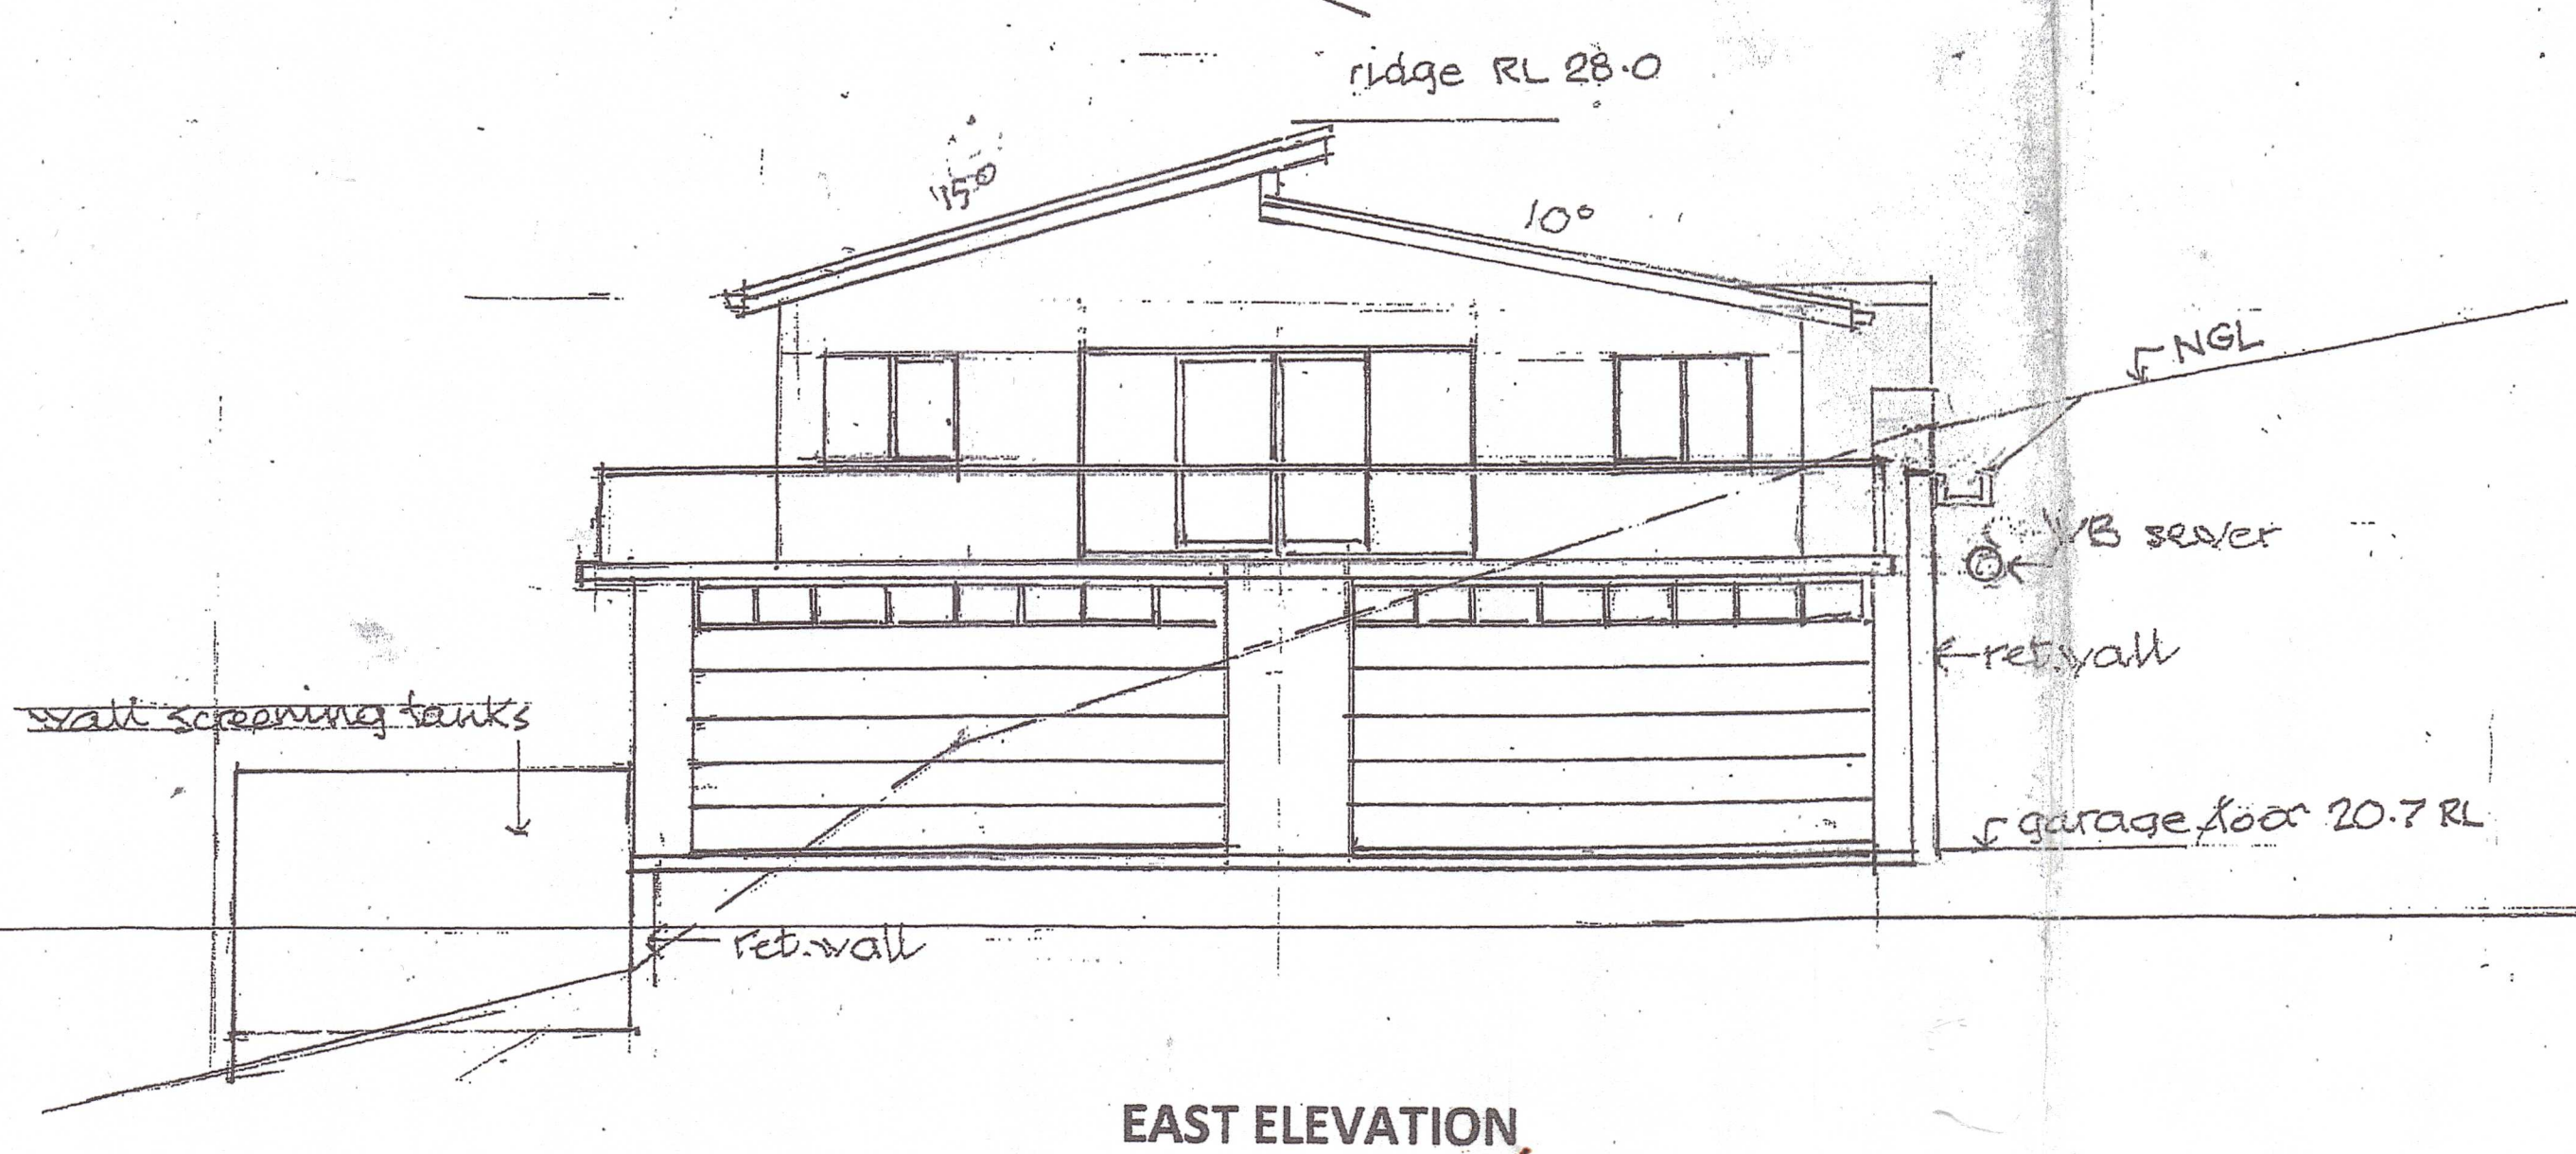 ridge RL 28.0
15°
10°
NGL
VB sewer
ret.wall
wall screening tanks
garage floor 20.7 RL
ret.wall
EAST ELEVATION